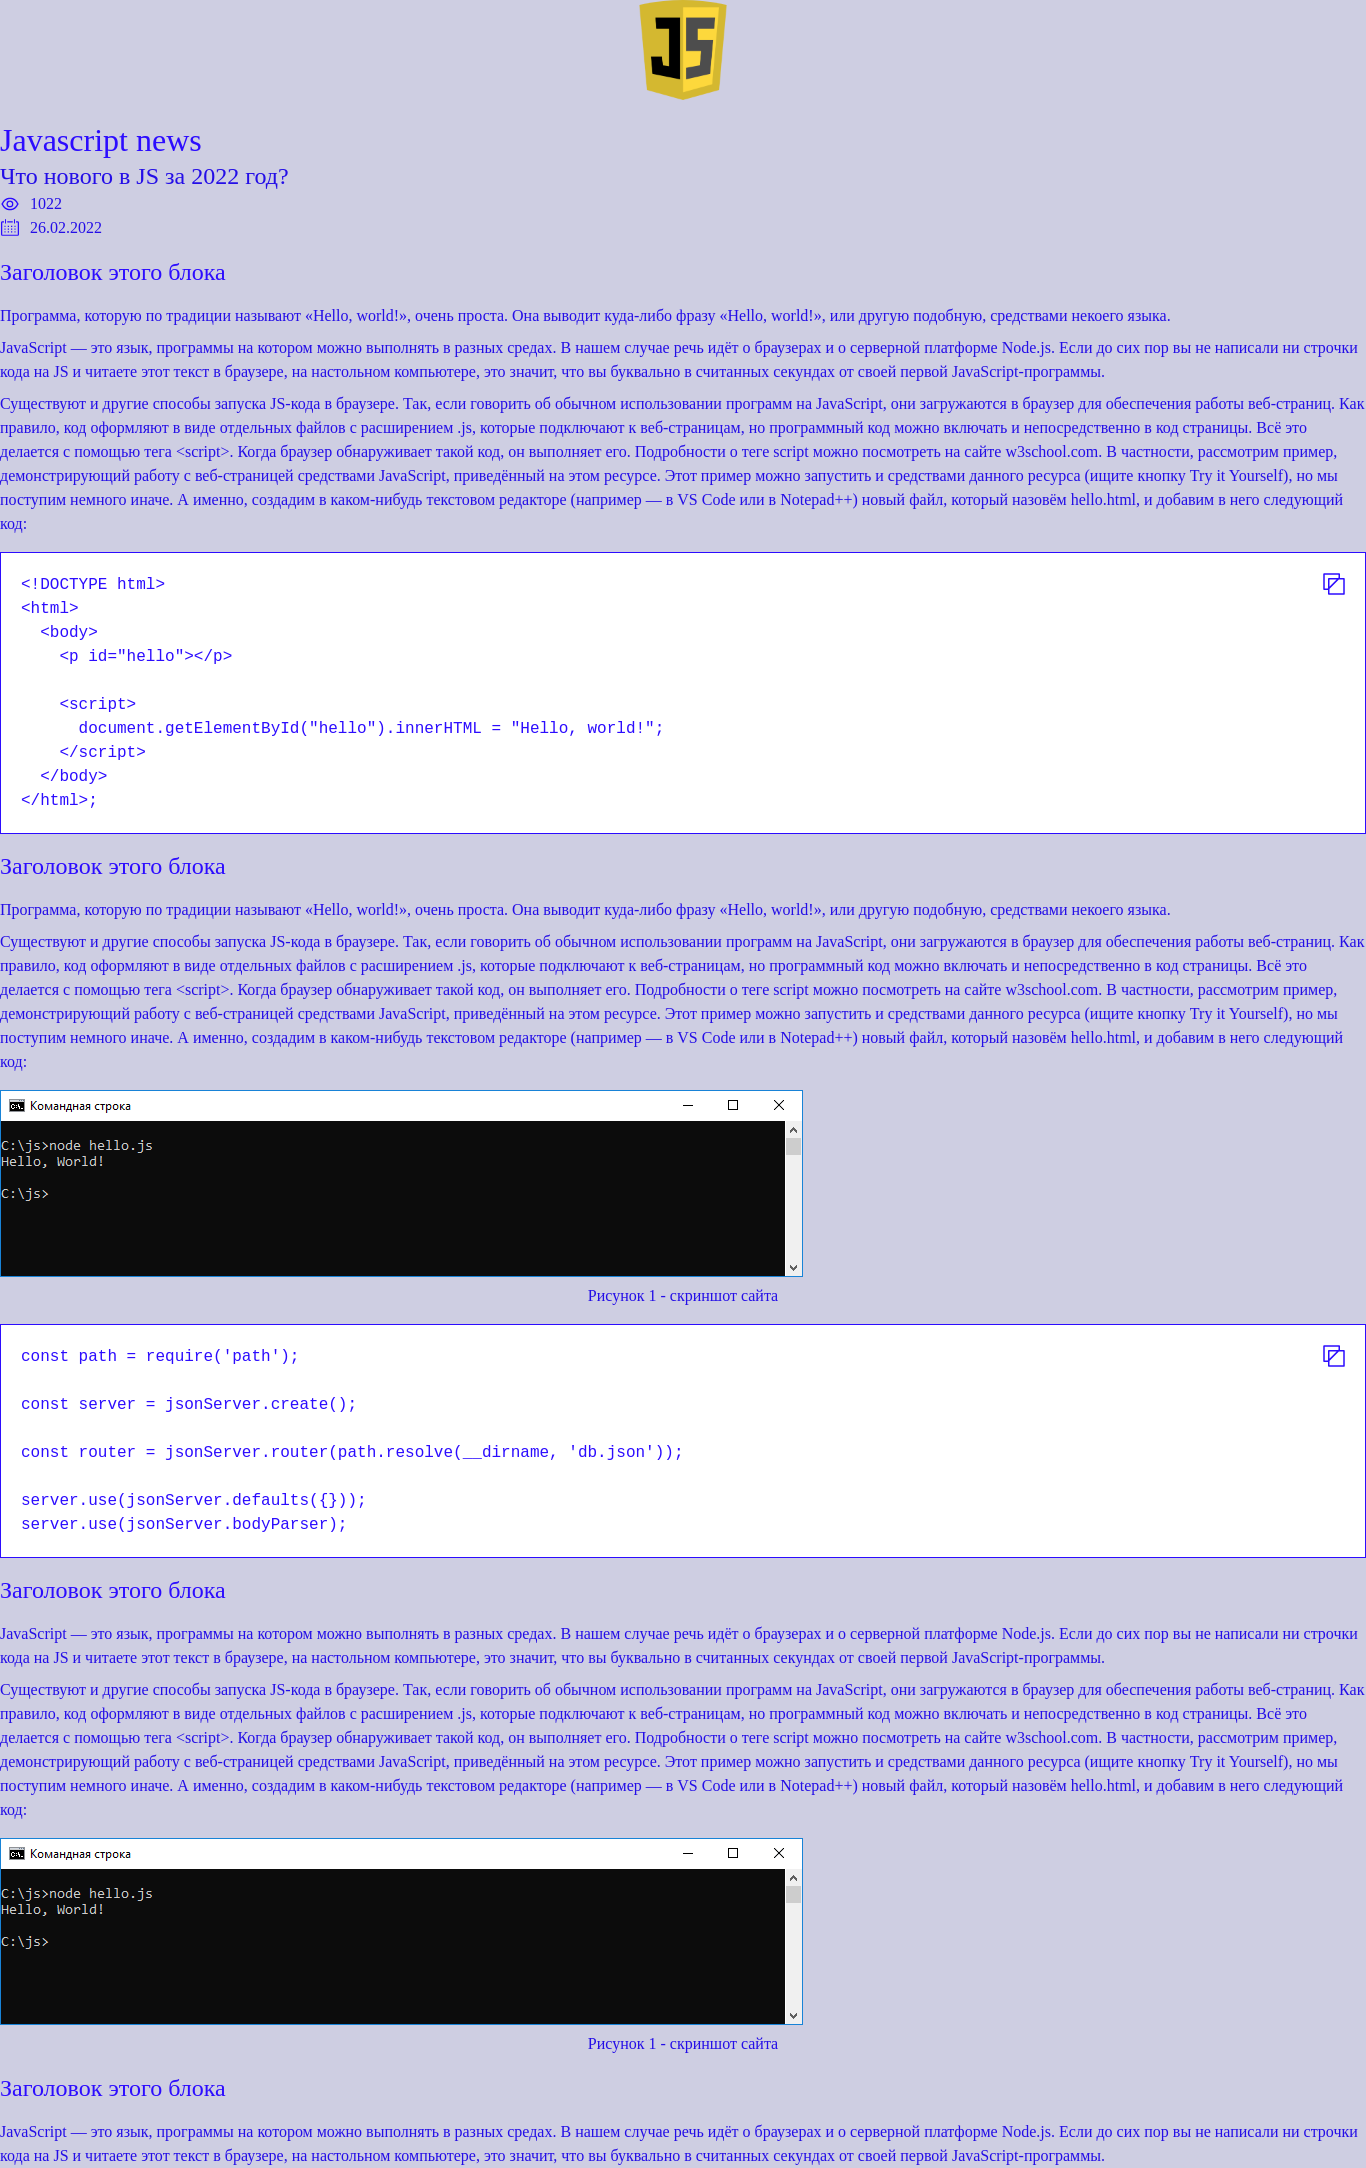 JS
Javascript news
Что нового в JS за 2022 год?
1022
26.02.2022
Заголовок этого блока
Программа, которую по традиции называют «Hello, world!», очень проста. Она выводит куда-либо фразу «Hello, world!», или другую подобную, средствами некоего языка.
JavaScript — это язык, программы на котором можно выполнять в разных средах. В нашем случае речь идёт о браузерах и о серверной платформе Node.js. Если до сих пор вы не написали ни строчки
кода на JS и читаете этот текст в браузере, на настольном компьютере, это значит, что вы буквально в считанных секундах от своей первой JavaScript-программы.
Существуют и другие способы запуска JS-кода в браузере. Так, если говорить об обычном использовании программ на JavaScript, они загружаются в браузер для обеспечения работы веб-страниц. Как
правило, код оформляют в виде отдельных файлов с расширением .js, которые подключают к веб-страницам, но программный код можно включать и непосредственно в код страницы. Всё это
делается с помощью тега <script>. Когда браузер обнаруживает такой код, он выполняет его. Подробности о теге script можно посмотреть на сайте w3school.com. В частности, рассмотрим пример,
демонстрирующий работу с веб-страницей средствами JavaScript, приведённый на этом ресурсе. Этот пример можно запустить и средствами данного ресурса (ищите кнопку Try it Yourself), но мы
поступим немного иначе. А именно, создадим в каком-нибудь текстовом редакторе (например — в VS Code или в Notepad++) новый файл, который назовём hello.html, и добавим в него следующий
код:
<!DOCTYPE html>
<html>
  <body>
    <p id="hello"></p>
    <script>
      document.getElementById("hello").innerHTML = "Hello, world!";
    </script>
  </body>
</html>;
Заголовок этого блока
Программа, которую по традиции называют «Hello, world!», очень проста. Она выводит куда-либо фразу «Hello, world!», или другую подобную, средствами некоего языка.
Существуют и другие способы запуска JS-кода в браузере. Так, если говорить об обычном использовании программ на JavaScript, они загружаются в браузер для обеспечения работы веб-страниц. Как
правило, код оформляют в виде отдельных файлов с расширением .js, которые подключают к веб-страницам, но программный код можно включать и непосредственно в код страницы. Всё это
делается с помощью тега <script>. Когда браузер обнаруживает такой код, он выполняет его. Подробности о теге script можно посмотреть на сайте w3school.com. В частности, рассмотрим пример,
демонстрирующий работу с веб-страницей средствами JavaScript, приведённый на этом ресурсе. Этот пример можно запустить и средствами данного ресурса (ищите кнопку Try it Yourself), но мы
поступим немного иначе. А именно, создадим в каком-нибудь текстовом редакторе (например — в VS Code или в Notepad++) новый файл, который назовём hello.html, и добавим в него следующий
код:
Командная строка
C:\js>node hello.js
Hello, World!
C:\js>
Рисунок 1 - скриншот сайта
const path = require('path');
const server = jsonServer.create();
const router = jsonServer.router(path.resolve(__dirname, 'db.json'));
server.use(jsonServer.defaults({}));
server.use(jsonServer.bodyParser);
Заголовок этого блока
JavaScript — это язык, программы на котором можно выполнять в разных средах. В нашем случае речь идёт о браузерах и о серверной платформе Node.js. Если до сих пор вы не написали ни строчки
кода на JS и читаете этот текст в браузере, на настольном компьютере, это значит, что вы буквально в считанных секундах от своей первой JavaScript-программы.
Существуют и другие способы запуска JS-кода в браузере. Так, если говорить об обычном использовании программ на JavaScript, они загружаются в браузер для обеспечения работы веб-страниц. Как
правило, код оформляют в виде отдельных файлов с расширением .js, которые подключают к веб-страницам, но программный код можно включать и непосредственно в код страницы. Всё это
делается с помощью тега <script>. Когда браузер обнаруживает такой код, он выполняет его. Подробности о теге script можно посмотреть на сайте w3school.com. В частности, рассмотрим пример,
демонстрирующий работу с веб-страницей средствами JavaScript, приведённый на этом ресурсе. Этот пример можно запустить и средствами данного ресурса (ищите кнопку Try it Yourself), но мы
поступим немного иначе. А именно, создадим в каком-нибудь текстовом редакторе (например — в VS Code или в Notepad++) новый файл, который назовём hello.html, и добавим в него следующий
код:
Командная строка
C:\js>node hello.js
Hello, World!
C:\js>
Рисунок 1 - скриншот сайта
Заголовок этого блока
JavaScript — это язык, программы на котором можно выполнять в разных средах. В нашем случае речь идёт о браузерах и о серверной платформе Node.js. Если до сих пор вы не написали ни строчки
кода на JS и читаете этот текст в браузере, на настольном компьютере, это значит, что вы буквально в считанных секундах от своей первой JavaScript-программы.